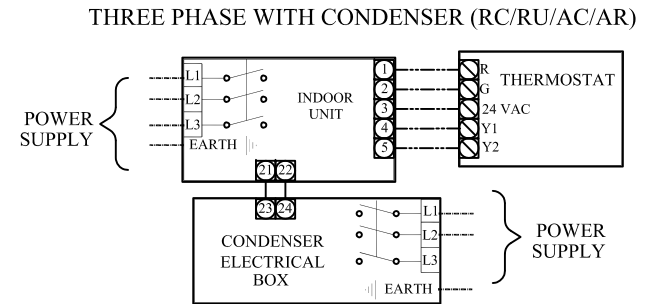 THREE PHASE WITH CONDENSER (RC/RU/AC/AR)
POWER
SUPPLY
L1
L2
L3
EARTH
INDOOR
UNIT
1
2
3
4
5
R
G
24 VAC
Y1
Y2
THERMOSTAT
21 22
23 24
CONDENSER
ELECTRICAL
BOX
L1
L2
L3
EARTH
POWER
SUPPLY